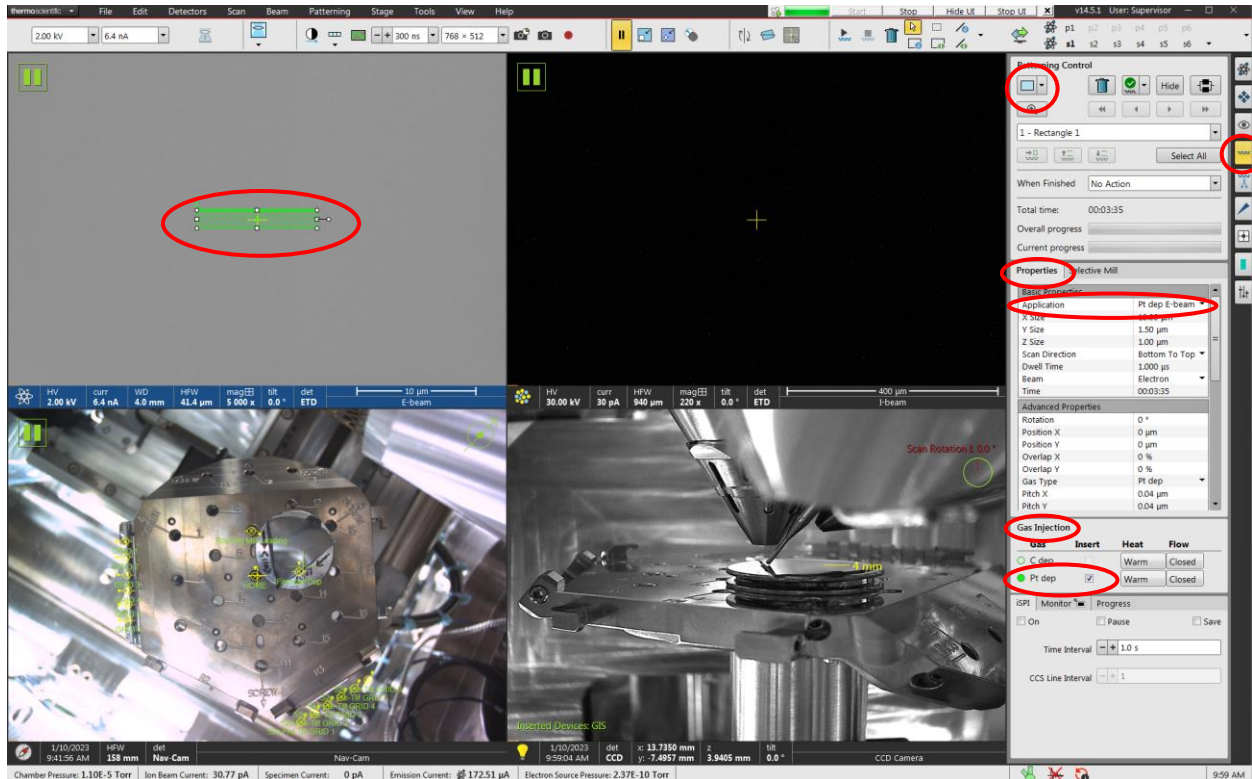 thermoscientific File Edit Detectors Scan Beam Patterning Stage Tools View Help Start Stop Hide UI Stop UI x v14.5.1 User: Supervisor
2.00 kV 6.4 nA 300 ns 768 × 512 p1 p2 p3 p4 p5 p6
s1 s2 s3 s4 s5 s6
Patterning Control
Hide
1 - Rectangle 1
Select All
When Finished No Action
Total time: 00:03:35
Overall progress
Current progress
Properties Selective Mill
Basic Properties
Application Pt dep E-beam
X Size
Y Size 1.50 µm
Z Size 1.00 µm
Scan Direction Bottom To Top
Dwell Time 1.000 µs
Beam Electron
Time 00:03:35
Advanced Properties
Rotation 0 °
Position X 0 µm
Position Y 0 µm
Overlap X 0 %
Overlap Y 0 %
Gas Type Pt dep
Pitch X 0.04 µm
Pitch Y 0.04 µm
Gas Injection
Gas Insert Heat Flow
C dep Warm Closed
Pt dep Warm Closed
iSPI Monitor Progress
On Pause Save
Time Interval 1.0 s
CCS Line Interval 1
HV curr WD HFW mag tilt det 10 µm
2.00 kV 6.4 nA 4.0 mm 41.4 µm 5 000 x 0.0 ° ETD E-beam
HV curr HFW mag tilt det 400 µm
30.00 kV 30 pA 940 µm 220 x 0.0 ° ETD I-beam
HOME
SCREW
GRID 4
GRID 1
Scan Rotation I: 0.0 °
4 mm
Inserted Devices: GIS
1/10/2023 HFW det
9:41:56 AM 158 mm Nav-Cam Nav-Cam
1/10/2023 det x: 13.7350 mm z tilt
9:59:04 AM CCD y: -7.4957 mm 3.9405 mm 0.0 ° CCD Camera
Chamber Pressure: 1.10E-5 Torr Ion Beam Current: 30.77 pA Specimen Current: 0 pA Emission Current: 172.51 µA Electron Source Pressure: 2.37E-10 Torr 9:59 AM